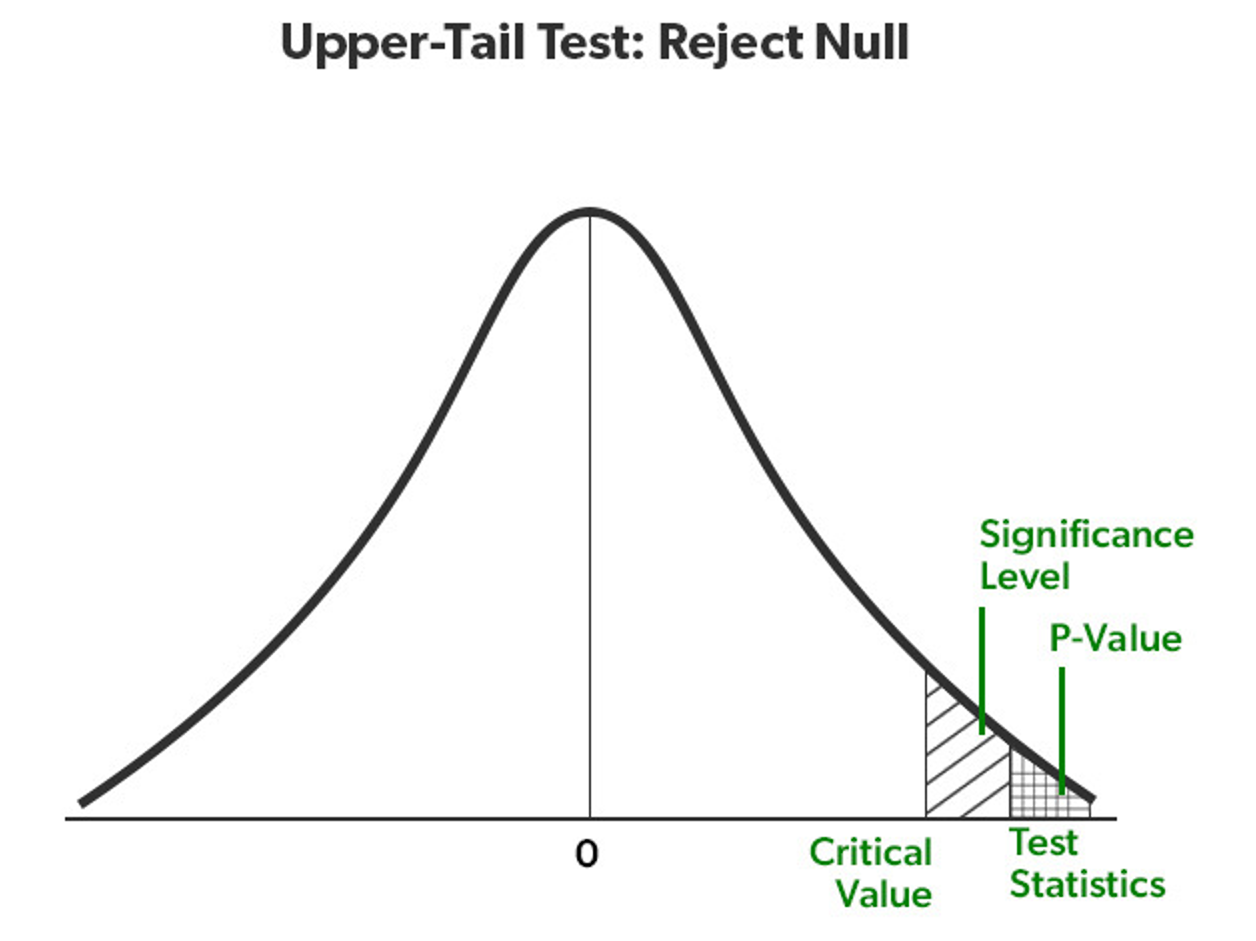 Upper-Tail Test: Reject Null
Significance
Level
P-Value
0
Critical
Value
Test
Statistics